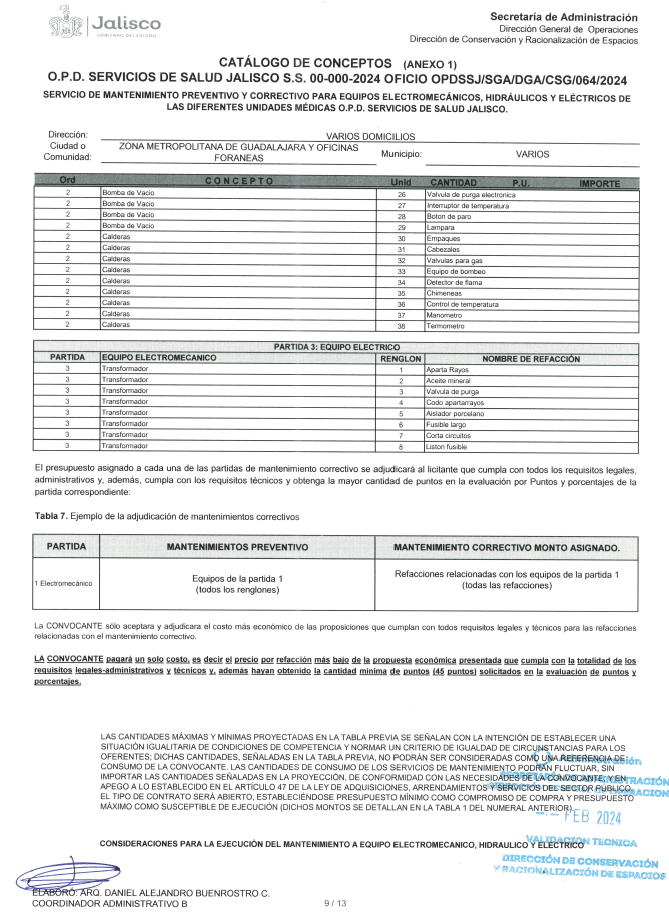 Jalisco
GOBIERNO DEL ESTADO
Secretaría de Administración
Dirección General de Operaciones
Dirección de Conservación y Racionalización de Espacios
CATÁLOGO DE CONCEPTOS (ANEXO 1)
O.P.D. SERVICIOS DE SALUD JALISCO S.S. 00-000-2024 OFICIO OPDSSJ/SGA/DGA/CSG/064/2024
SERVICIO DE MANTENIMIENTO PREVENTIVO Y CORRECTIVO PARA EQUIPOS ELECTROMECÁNICOS, HIDRÁULICOS Y ELÉCTRICOS DE
LAS DIFERENTES UNIDADES MÉDICAS O.P.D. SERVICIOS DE SALUD JALISCO.
Dirección: VARIOS DOMICILIOS
Ciudad o Comunidad: ZONA METROPOLITANA DE GUADALAJARA Y OFICINAS FORANEAS Municipio: VARIOS
Ord CONCEPTO Unid CANTIDAD P.U. IMPORTE
2 Bomba de Vacio 26 Valvula de purga electronica
2 Bomba de Vacio 27 Interruptor de temperatura
2 Bomba de Vacio 28 Boton de paro
2 Bomba de Vacio 29 Lampara
2 Calderas 30 Empaques
2 Calderas 31 Cabezales
2 Calderas 32 Valvulas para gas
2 Calderas 33 Equipo de bombeo
2 Calderas 34 Detector de flama
2 Calderas 35 Chimeneas
2 Calderas 36 Control de temperatura
2 Calderas 37 Manometro
2 Calderas 38 Termometro
PARTIDA 3: EQUIPO ELECTRICO
PARTIDA EQUIPO ELECTROMECANICO RENGLON NOMBRE DE REFACCIÓN
3 Transformador 1 Aparta Rayos
3 Transformador 2 Aceite mineral
3 Transformador 3 Valvula de purga
3 Transformador 4 Codo apartarrayos
3 Transformador 5 Aislador porcelano
3 Transformador 6 Fusible largo
3 Transformador 7 Corta circuitos
3 Transformador 8 Liston fusible
El presupuesto asignado a cada una de las partidas de mantenimiento correctivo se adjudicará al licitante que cumpla con todos los requisitos legales,
administrativos y, además, cumpla con los requisitos técnicos y obtenga la mayor cantidad de puntos en la evaluación por Puntos y porcentajes de la
partida correspondiente:
Tabla 7. Ejemplo de la adjudicación de mantenimientos correctivos
PARTIDA MANTENIMIENTOS PREVENTIVO MANTENIMIENTO CORRECTIVO MONTO ASIGNADO.
1 Electromecánico Equipos de la partida 1 (todos los renglones) Refacciones relacionadas con los equipos de la partida 1 (todas las refacciones)
La CONVOCANTE sólo aceptara y adjudicara el costo más económico de las proposiciones que cumplan con todos requisitos legales y técnicos para las refacciones
relacionadas con el mantenimiento correctivo.
LA CONVOCANTE pagará un solo costo, es decir el precio por refacción más bajo de la propuesta económica presentada que cumpla con la totalidad de los
requisitos legales-administrativos y técnicos y, además hayan obtenido la cantidad mínima de puntos (45 puntos) solicitados en la evaluación de puntos y
porcentajes.
LAS CANTIDADES MÁXIMAS Y MÍNIMAS PROYECTADAS EN LA TABLA PREVIA SE SEÑALAN CON LA INTENCIÓN DE ESTABLECER UNA
SITUACIÓN IGUALITARIA DE CONDICIONES DE COMPETENCIA Y NORMAR UN CRITERIO DE IGUALDAD DE CIRCUNSTANCIAS PARA LOS
OFERENTES; DICHAS CANTIDADES, SEÑALADAS EN LA TABLA PREVIA, NO PODRÁN SER CONSIDERADAS COMO UNA REFERENCIA DE
CONSUMO DE LA CONVOCANTE. LAS CANTIDADES DE CONSUMO DE LOS SERVICIOS DE MANTENIMIENTO PODRÁN FLUCTUAR, SIN
IMPORTAR LAS CANTIDADES SEÑALADAS EN LA PROYECCIÓN, DE CONFORMIDAD CON LAS NECESIDADES DE LA CONVOCANTE, Y EN
APEGO A LO ESTABLECIDO EN EL ARTÍCULO 47 DE LA LEY DE ADQUISICIONES, ARRENDAMIENTOS Y SERVICIOS DEL SECTOR PÚBLICO.
EL TIPO DE CONTRATO SERÁ ABIERTO, ESTABLECIÉNDOSE PRESUPUESTO MÍNIMO COMO COMPROMISO DE COMPRA Y PRESUPUESTO
MÁXIMO COMO SUSCEPTIBLE DE EJECUCIÓN (DICHOS MONTOS SE DETALLAN EN LA TABLA 1 DEL NUMERAL ANTERIOR).
FEB 2024
VALIDACION TECNICA
CONSIDERACIONES PARA LA EJECUCIÓN DEL MANTENIMIENTO A EQUIPO ELECTROMECANICO, HIDRAULICO Y ELÉCTRICO
DIRECCIÓN DE CONSERVACIÓN
Y RACIONALIZACIÓN DE ESPACIOS
ELABORÓ: ARQ. DANIEL ALEJANDRO BUENROSTRO C.
COORDINADOR ADMINISTRATIVO B
9 / 13